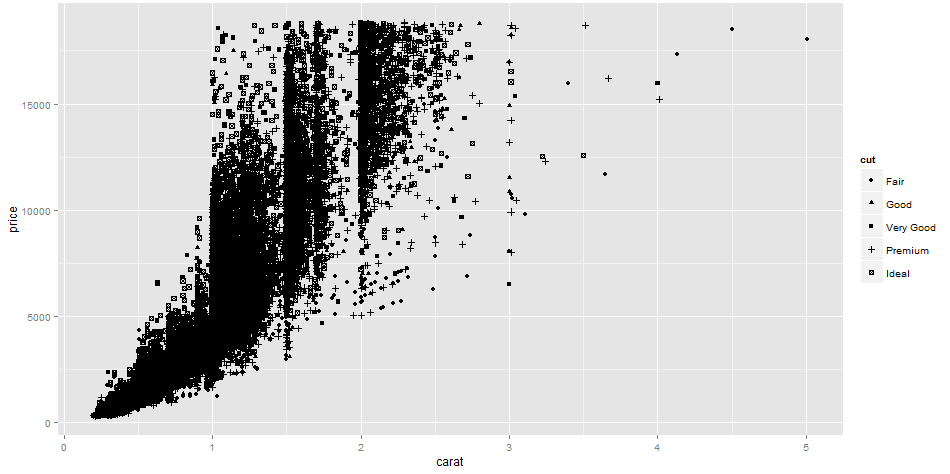 15000
10000
5000
0
price
0 1 2 3 4 5
carat
cut
Fair
Good
Very Good
Premium
Ideal